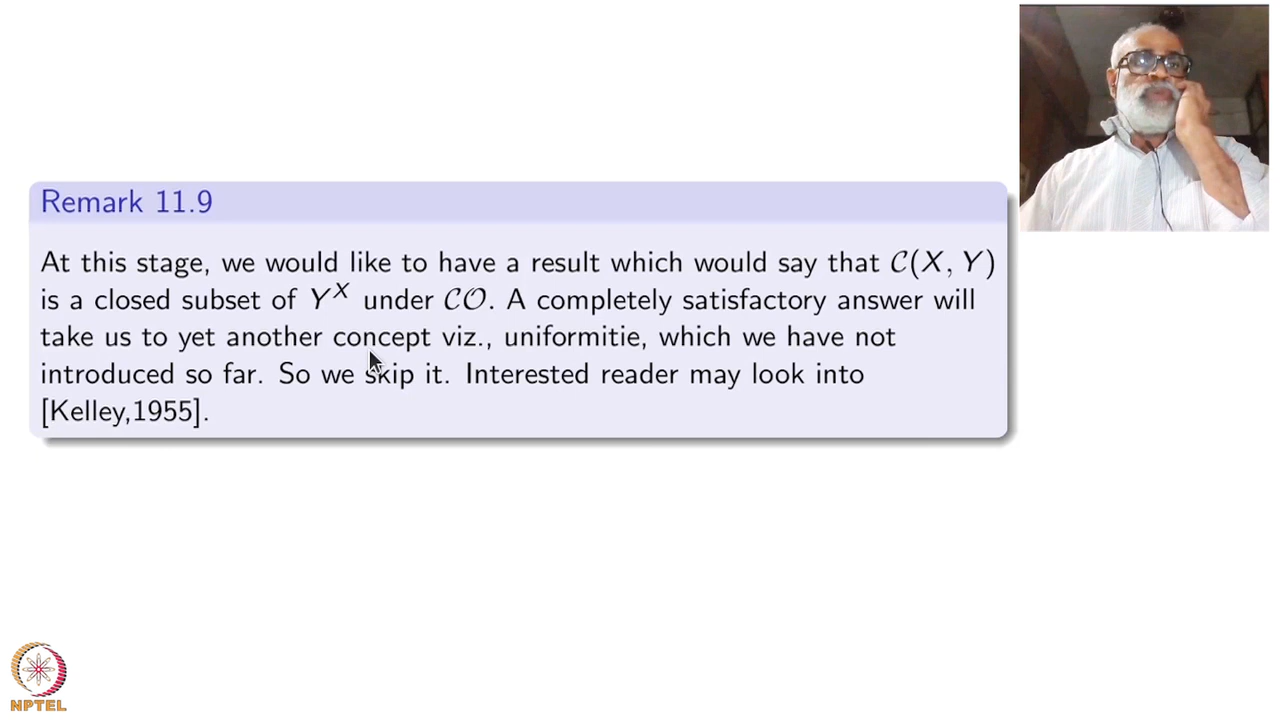 Remark 11.9
At this stage, we would like to have a result which would say that 𝒞(X, Y)
is a closed subset of Y^X under 𝒞𝒪. A completely satisfactory answer will
take us to yet another concept viz., uniformitie, which we have not
introduced so far. So we skip it. Interested reader may look into
[Kelley,1955].
NPTEL